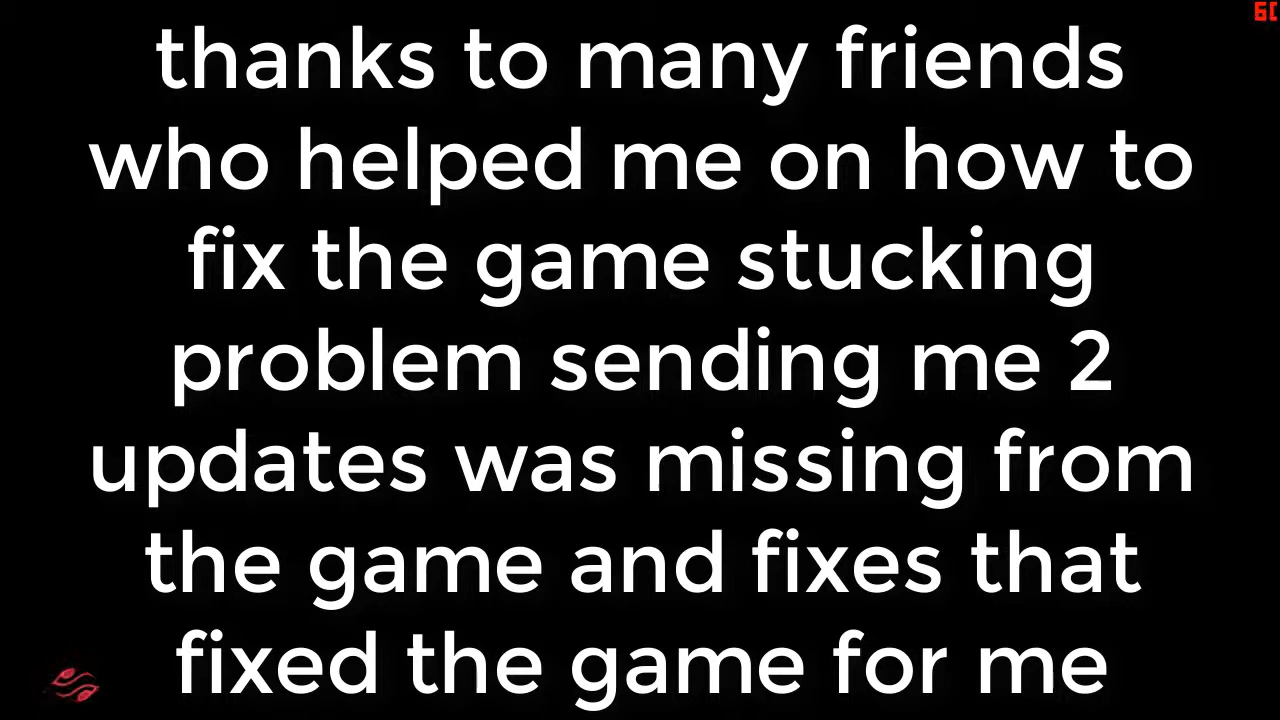 thanks to many friends
who helped me on how to
fix the game stucking
problem sending me 2
updates was missing from
the game and fixes that
fixed the game for me